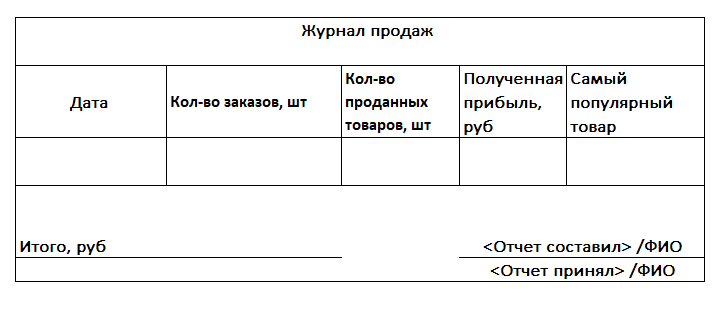 Журнал продаж
Дата
Кол-во заказов, шт
Кол-во
проданных
товаров, шт
Полученная
прибыль,
руб
Самый
популярный
товар
Итого, руб
<Отчет составил> /ФИО
<Отчет принял> /ФИО